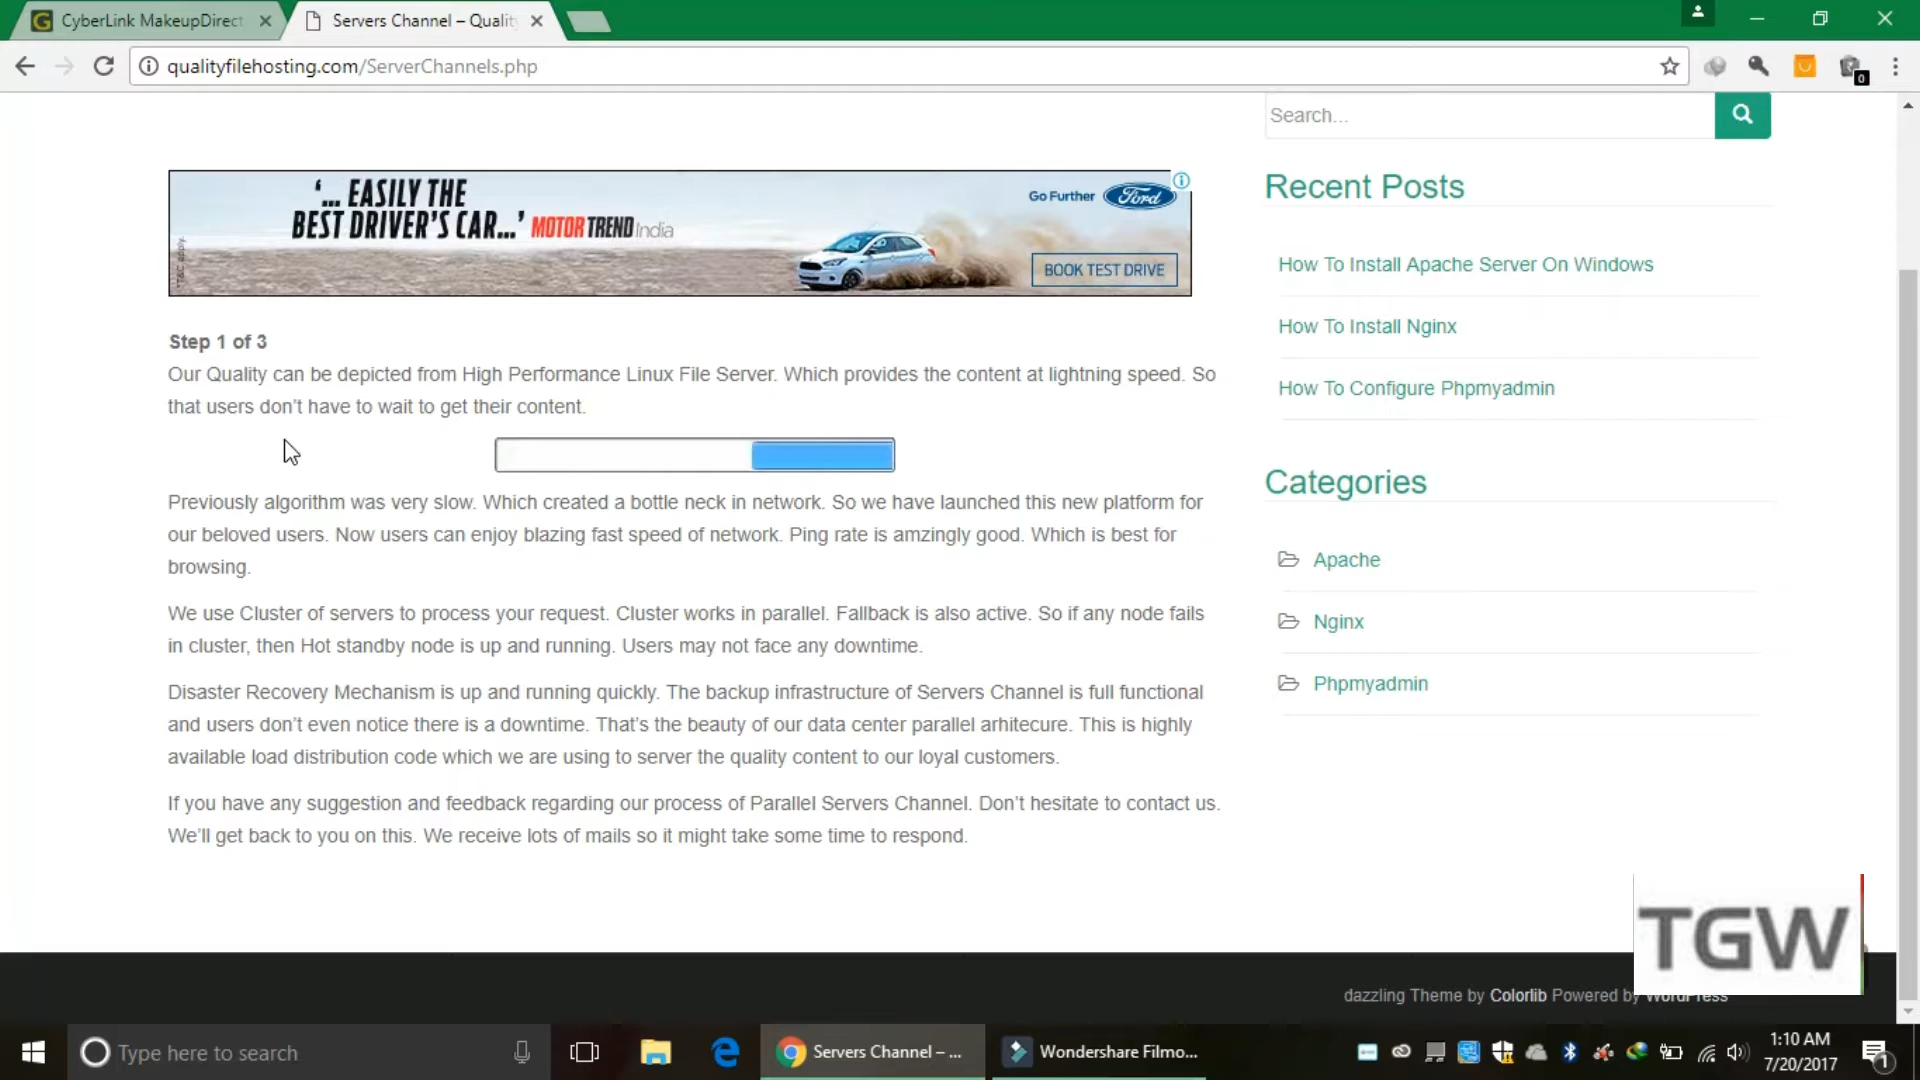 CyberLink MakeupDirect
Servers Channel – Quality
qualityfilehosting.com/ServerChannels.php
0
Search...
'... EASILY THE
BEST DRIVER'S CAR...' MOTOR TREND India
Go Further Ford
BOOK TEST DRIVE
*T&C apply.
Recent Posts
How To Install Apache Server On Windows
How To Install Nginx
How To Configure Phpmyadmin
Step 1 of 3
Our Quality can be depicted from High Performance Linux File Server. Which provides the content at lightning speed. So
that users don't have to wait to get their content.
Previously algorithm was very slow. Which created a bottle neck in network. So we have launched this new platform for
our beloved users. Now users can enjoy blazing fast speed of network. Ping rate is amzingly good. Which is best for
browsing.
We use Cluster of servers to process your request. Cluster works in parallel. Fallback is also active. So if any node fails
in cluster, then Hot standby node is up and running. Users may not face any downtime.
Disaster Recovery Mechanism is up and running quickly. The backup infrastructure of Servers Channel is full functional
and users don't even notice there is a downtime. That's the beauty of our data center parallel arhitecure. This is highly
available load distribution code which we are using to server the quality content to our loyal customers.
If you have any suggestion and feedback regarding our process of Parallel Servers Channel. Don't hesitate to contact us.
We'll get back to you on this. We receive lots of mails so it might take some time to respond.
Categories
Apache
Nginx
Phpmyadmin
TGW
dazzling Theme by Colorlib Powered by WordPress
Type here to search
Servers Channel – ...
Wondershare Filmo...
1:10 AM
7/20/2017
1